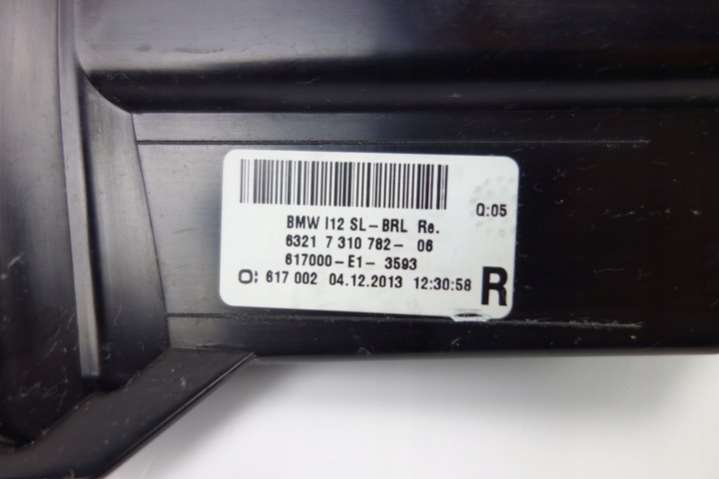 Q:05
BMW I12 SL-BRL Re.
6321 7 310 782- 06
617000-E1- 3593
O: 617 002 04.12.2013 12:30:58
R